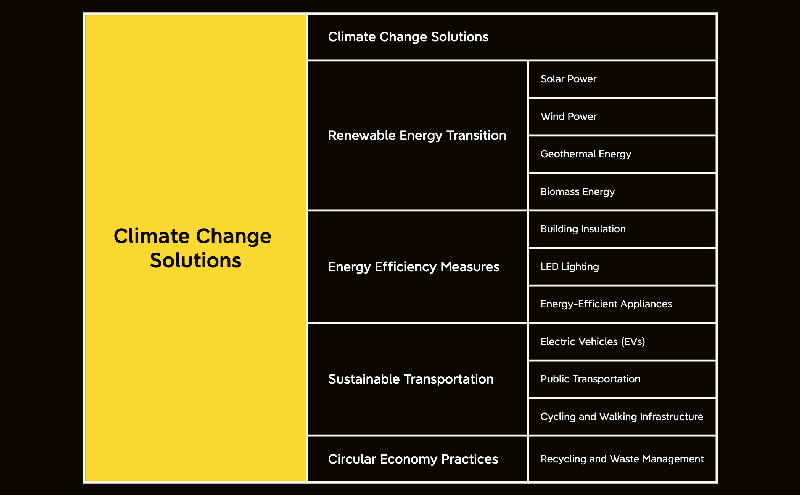 Climate Change
Solutions
Climate Change Solutions
Renewable Energy Transition
Solar Power
Wind Power
Geothermal Energy
Biomass Energy
Energy Efficiency Measures
Building Insulation
LED Lighting
Energy-Efficient Appliances
Sustainable Transportation
Electric Vehicles (EVs)
Public Transportation
Cycling and Walking Infrastructure
Circular Economy Practices
Recycling and Waste Management